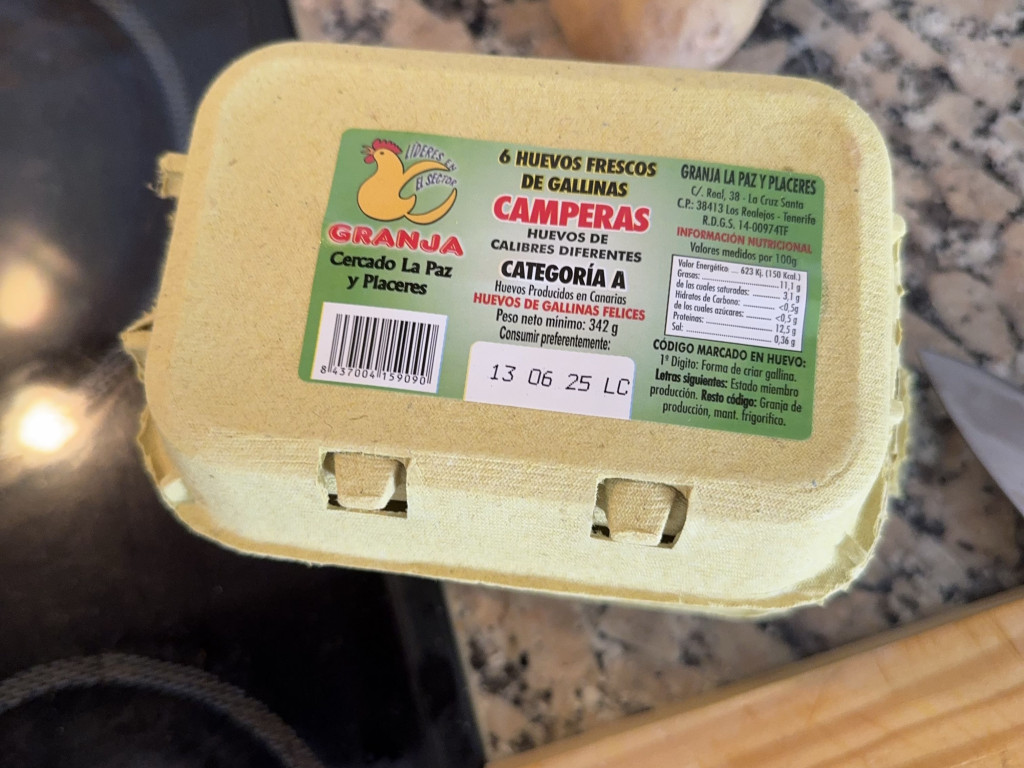 LÍDERES EN
EL SECTOR
GRANJA
Cercado La Paz
y Placeres
8 437004 159090
6 HUEVOS FRESCOS
DE GALLINAS
CAMPERAS
HUEVOS DE
CALIBRES DIFERENTES
CATEGORÍA A
Huevos Producidos en Canarias
HUEVOS DE GALLINAS FELICES
Peso neto mínimo: 342 g
Consumir preferentemente:
13 06 25 LC
GRANJA LA PAZ Y PLACERES
C/. Real, 38 - La Cruz Santa
C.P.: 38413 Los Realejos - Tenerife
R.D.G.S. 14-00974TF
INFORMACIÓN NUTRICIONAL
Valores medidos por 100g
Valor Energético: ... 623 Kj. (150 Kcal.)
Grasas: ... 11,1 g
de las cuales saturadas: ... 3,1 g
Hidratos de Carbono: ... <0,5g
de los cuales azúcares: ... <0,5 g
Proteínas: ... 12,5 g
Sal: ... 0,36 g
CÓDIGO MARCADO EN HUEVO:
1º Digito: Forma de criar gallina.
Letras siguientes: Estado miembro
producción. Resto código: Granja de
producción, mant. frigorífico.